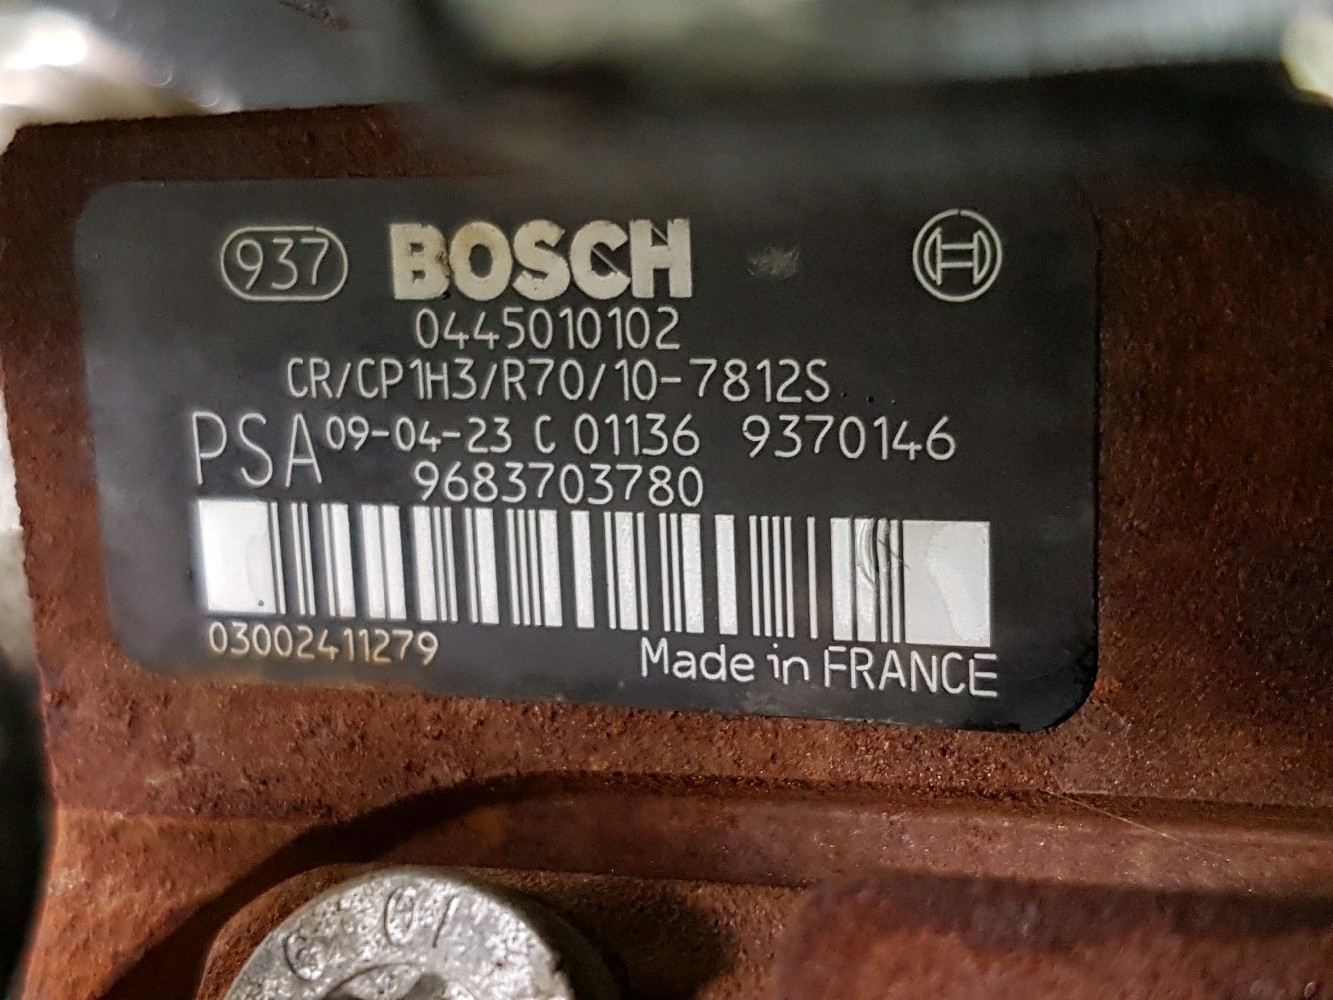 937 BOSCH
0445010102
CR/CP1H3/R70/10-7812S
PSA 09-04-23 C 01136 9370146
9683703780
03002411279
Made in FRANCE